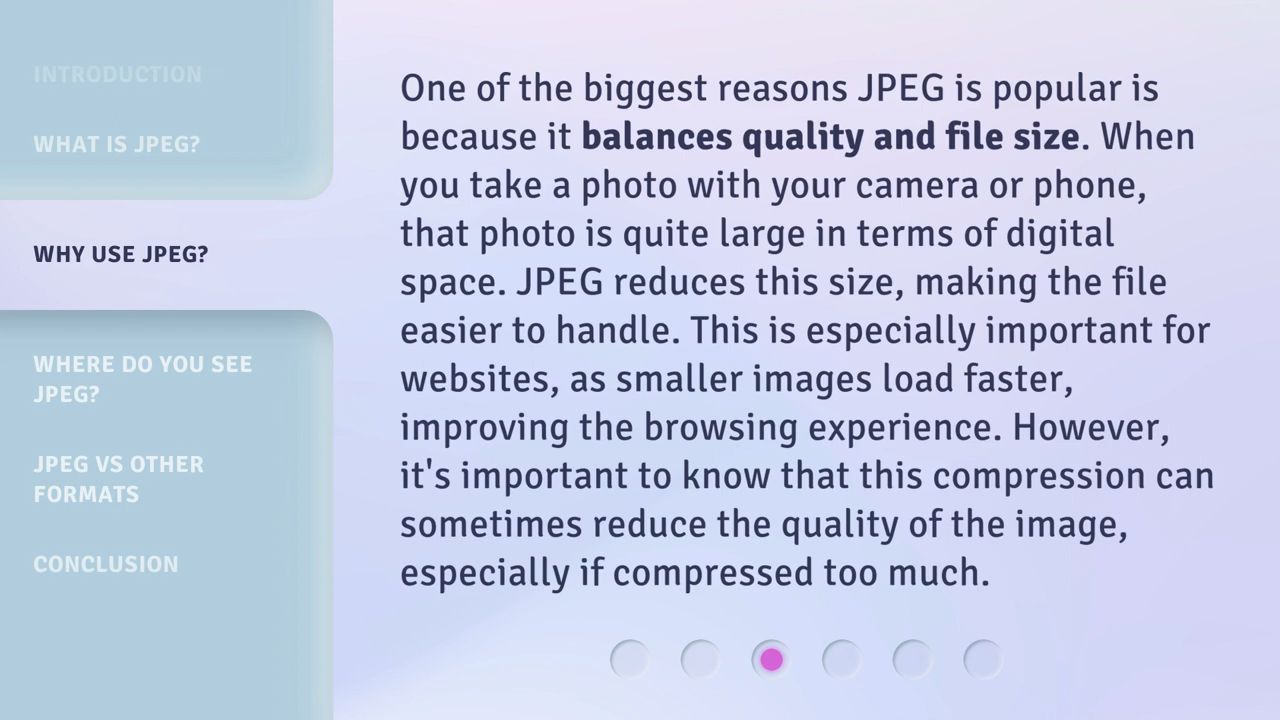 INTRODUCTION
WHAT IS JPEG?
WHY USE JPEG?
WHERE DO YOU SEE
JPEG?
JPEG VS OTHER
FORMATS
CONCLUSION
One of the biggest reasons JPEG is popular is
because it balances quality and file size. When
you take a photo with your camera or phone,
that photo is quite large in terms of digital
space. JPEG reduces this size, making the file
easier to handle. This is especially important for
websites, as smaller images load faster,
improving the browsing experience. However,
it's important to know that this compression can
sometimes reduce the quality of the image,
especially if compressed too much.